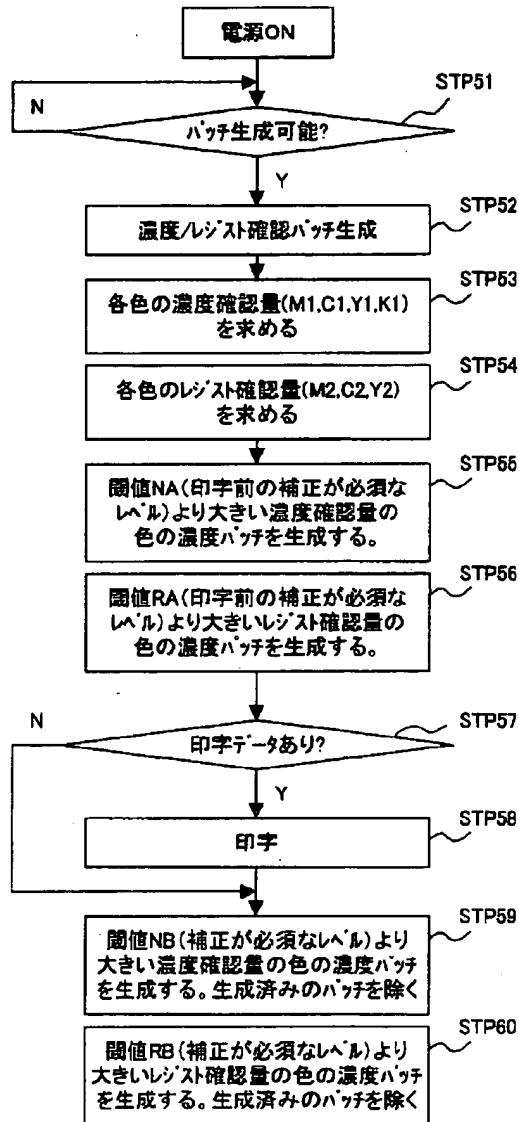 電源ON
STP51
N
パッチ生成可能?
Y
STP52
濃度/レジスト確認パッチ生成
STP53
各色の濃度確認量(M1,C1,Y1,K1)
を求める
STP54
各色のレジスト確認量(M2,C2,Y2)
を求める
STP55
閾値NA(印字前の補正が必須な
レベル)より大きい濃度確認量の
色の濃度パッチを生成する。
STP56
閾値RA(印字前の補正が必須な
レベル)より大きいレジスト確認量の
色の濃度パッチを生成する。
N
STP57
印字データあり?
Y
STP58
印字
STP59
閾値NB(補正が必須なレベル)より
大きい濃度確認量の色の濃度パッチ
を生成する。生成済みのパッチを除く
STP60
閾値RB(補正が必須なレベル)より
大きいレジスト確認量の色の濃度パッチ
を生成する。生成済みのパッチを除く